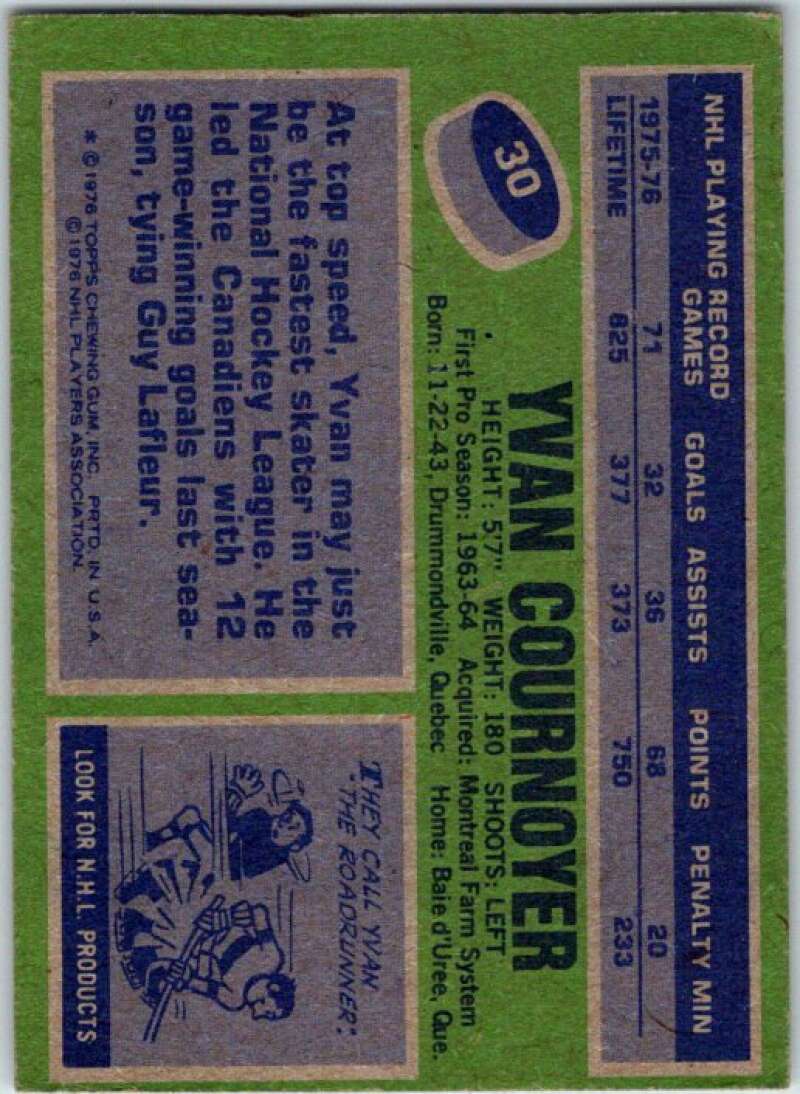 NHL PLAYING RECORD
GAMES GOALS ASSISTS POINTS PENALTY MIN
1975-76 71 32 36 68 20
LIFETIME 825 377 373 750 233
30
YVAN COURNOYER
HEIGHT: 5'7" WEIGHT: 180 SHOOTS: LEFT
First Pro Season: 1963-64 Acquired: Montreal Farm System
Born: 11-22-43, Drummondville, Quebec Home: Baie d'Uree, Que.
At top speed, Yvan may just
be the fastest skater in the
National Hockey League. He
led the Canadiens with 12
game-winning goals last sea-
son, tying Guy Lafleur.
* © 1976 TOPPS CHEWING GUM, INC. PRTD. IN U.S.A.
© 1976 NHL PLAYERS ASSOCIATION.
THEY CALL YVAN
"THE ROADRUNNER".
LOOK FOR N.H.L. PRODUCTS